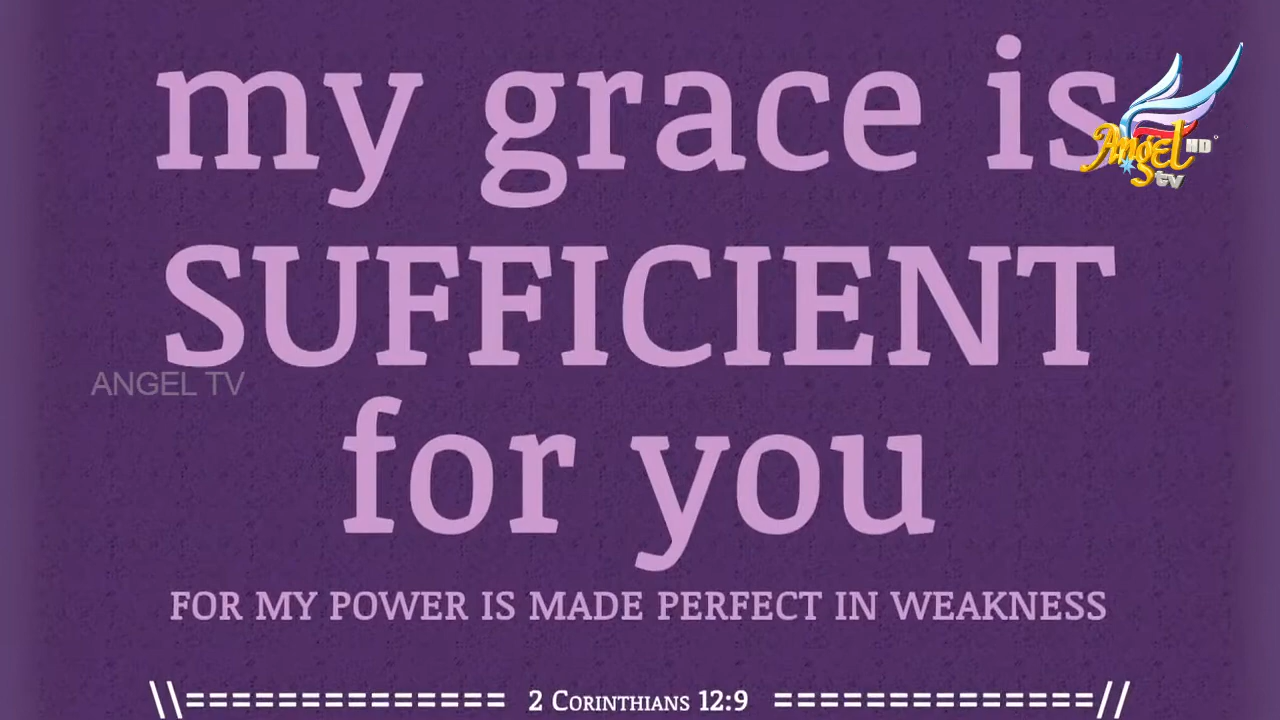 my grace is
Angel HD
tv
SUFFICIENT
ANGEL TV
for you
FOR MY POWER IS MADE PERFECT IN WEAKNESS
\\============== 2 CORINTHIANS 12:9 ==============//